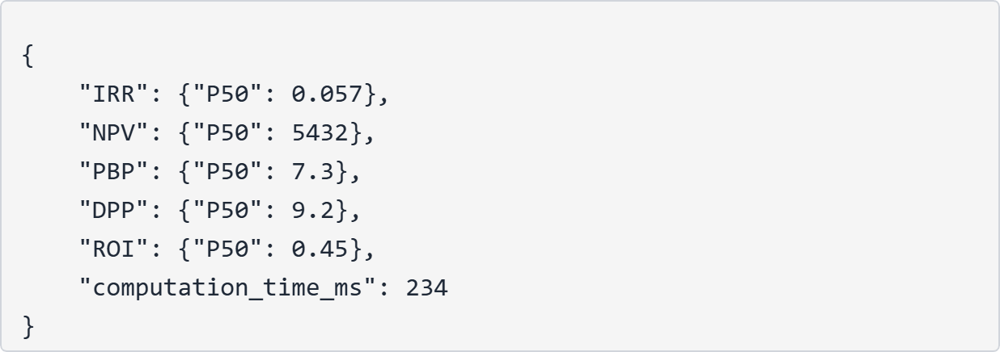 {
    "IRR": {"P50": 0.057},
    "NPV": {"P50": 5432},
    "PBP": {"P50": 7.3},
    "DPP": {"P50": 9.2},
    "ROI": {"P50": 0.45},
    "computation_time_ms": 234
}